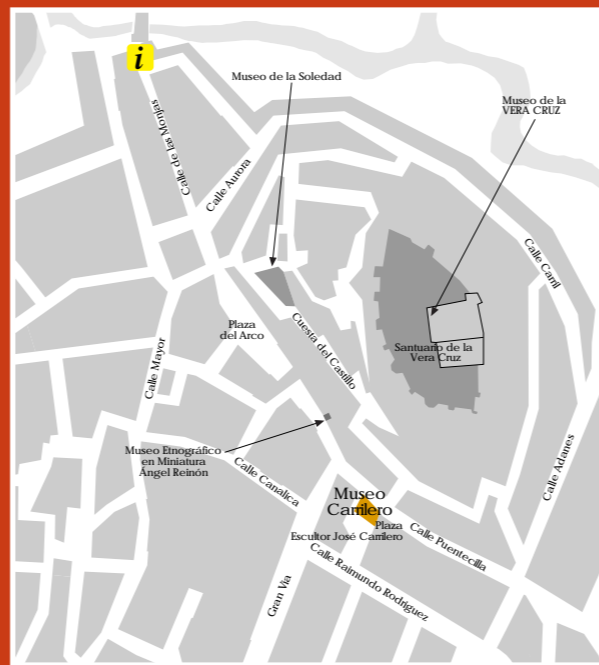 i
Museo de la Soledad
Museo de la
VERA CRUZ
Calle de las Monjas
Calle Aurora
Calle Carril
Plaza
del Arco
Cuesta del Castillo
Santuario de la
Vera Cruz
Calle Mayor
Museo Etnográfico
en Miniatura
Ángel Reinón
Calle Canalica
Calle Adanes
Museo
Carrilero
Plaza
Escultor José Carrilero
Calle Puentecilla
Calle Raimundo Rodríguez
Gran Via